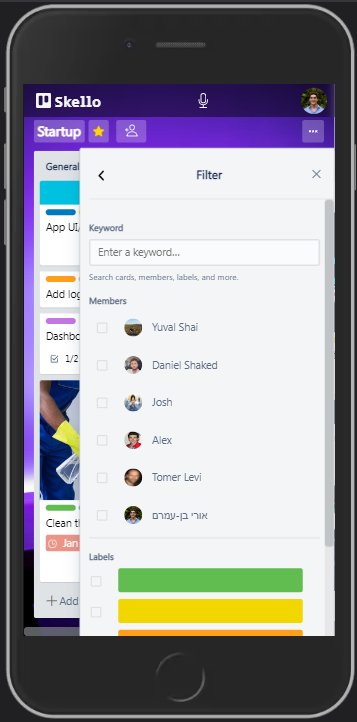 Skello
Startup
General
Filter
App UI/
Add log
Dashbo
1/2
Clean th
Jan
Add
Keyword
Enter a keyword...
Search cards, members, labels, and more.
Members
Yuval Shai
Daniel Shaked
Josh
Alex
Tomer Levi
אורי בן-עמרם
Labels